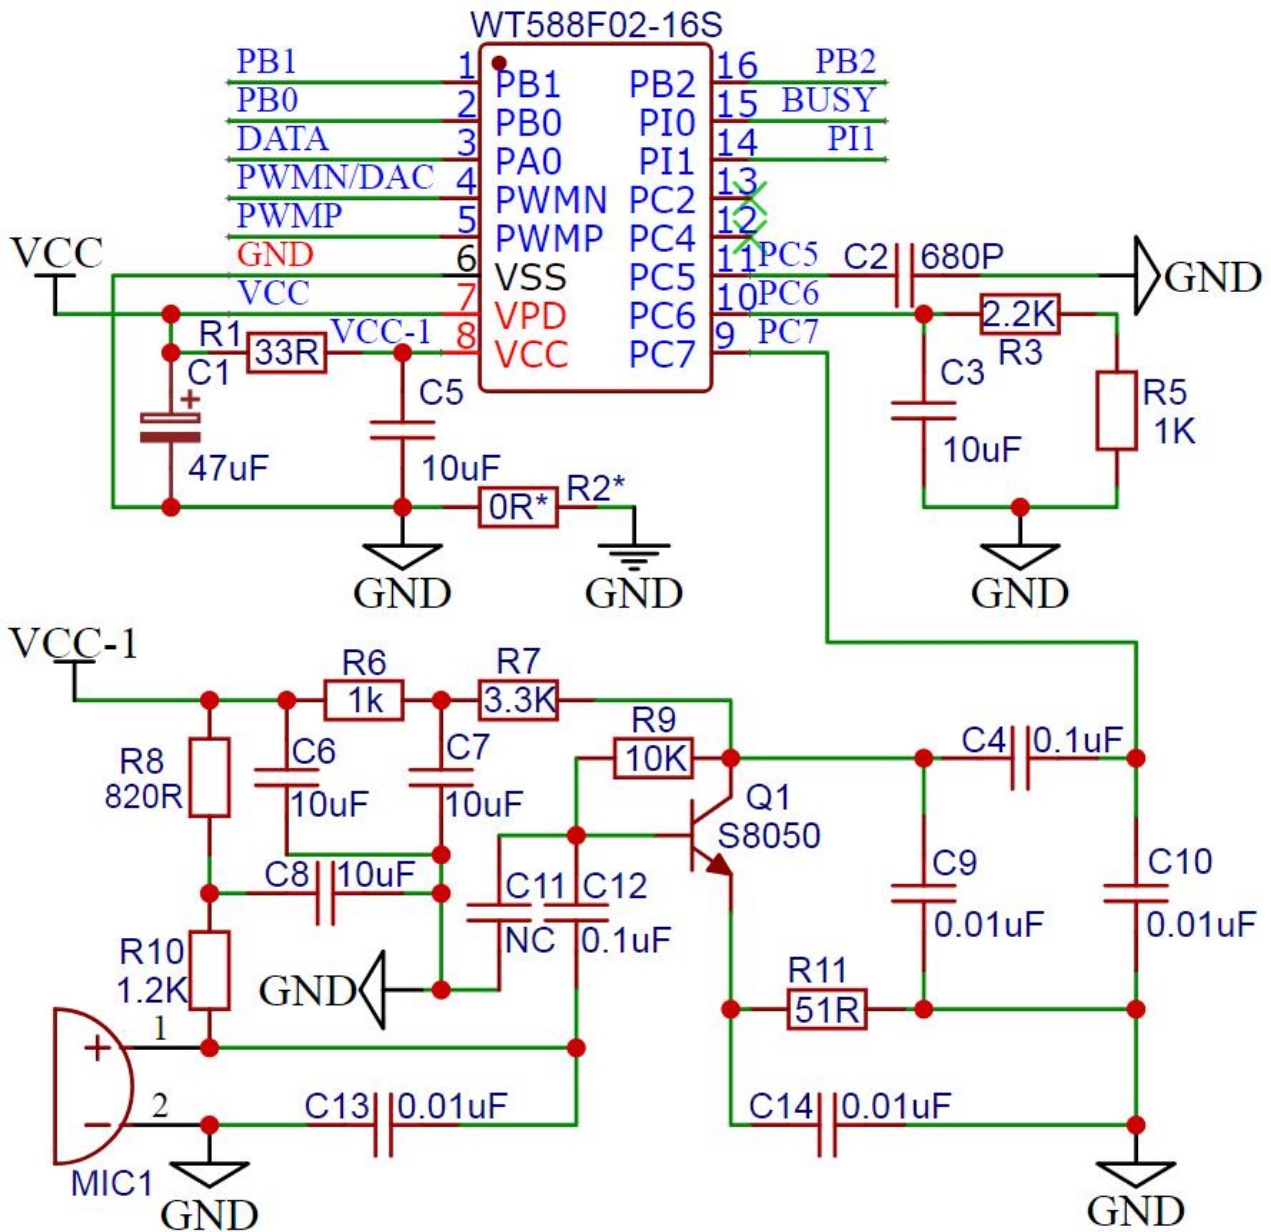 WT588F02-16S
PB1 1 PB1 PB2 16 PB2
PB0 2 PB0 PI0 15 BUSY
DATA 3 PA0 PI1 14 PI1
PWMN/DAC 4 PWMN PC2 13
PWMP 5 PWMP PC4 12
VCC GND 6 VSS PC5 11 PC5 C2 680P GND
VCC 7 VPD PC6 10 PC6 2.2K
R1 33R VCC-1 8 VCC PC7 9 PC7 R3
C1 + C5 C3 R5
47uF 10uF 10uF 1K
0R* R2*
GND GND GND
VCC-1
R6 R7
1k 3.3K
R9
R8 C6 C7 10K C4 0.1uF
820R 10uF 10uF Q1
S8050
C8 10uF C11 C12 C9 C10
R10 NC 0.1uF 0.01uF 0.01uF
1.2K GND R11
1 51R
+
2 C13 0.01uF C14 0.01uF
−
MIC1
GND GND